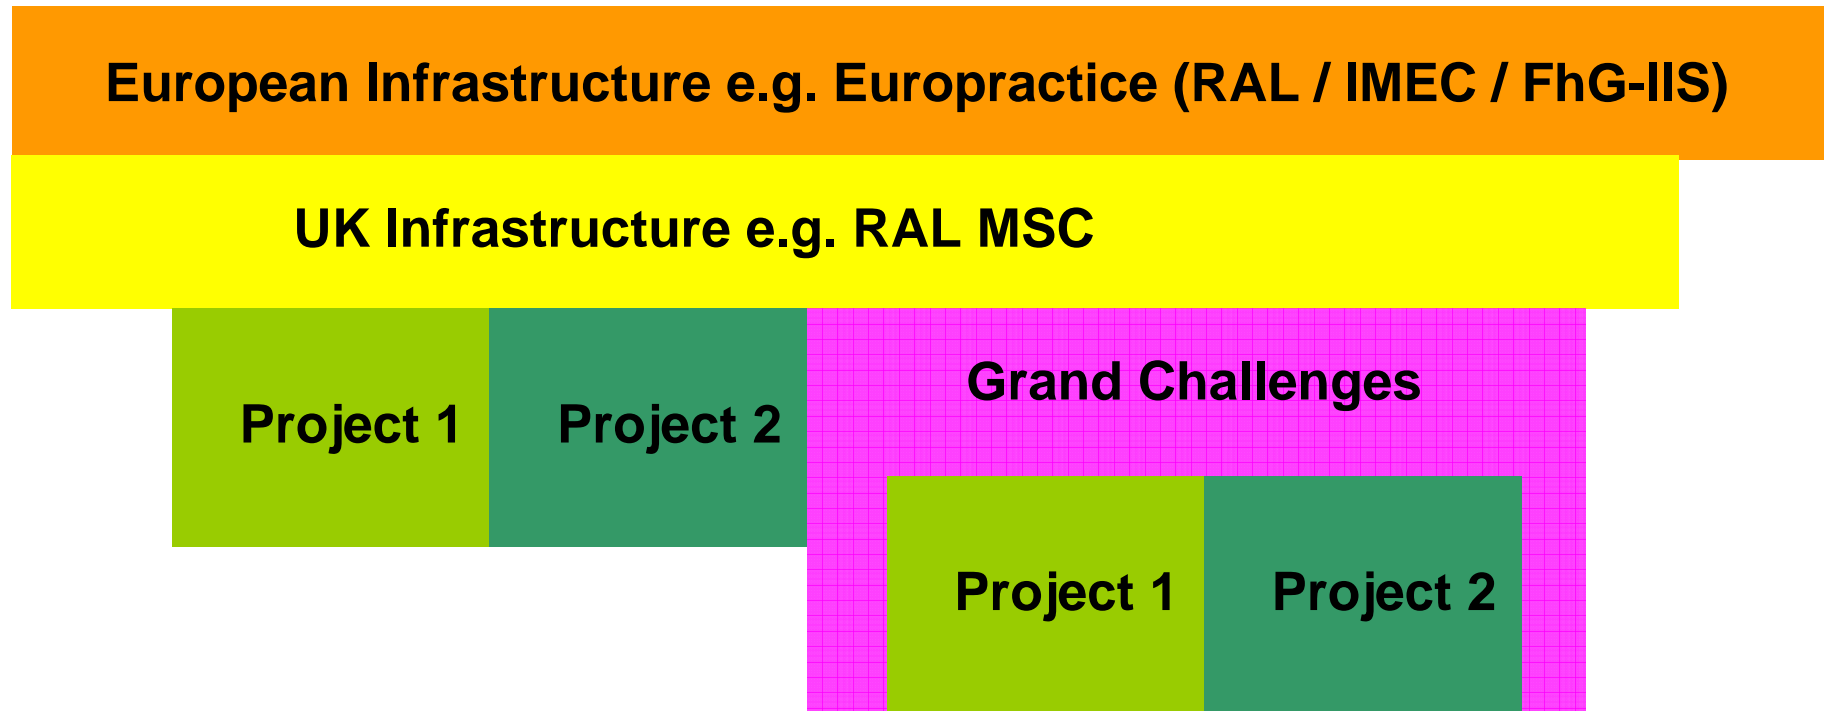 European Infrastructure e.g. Europractice (RAL / IMEC / FhG-IIS)
UK Infrastructure e.g. RAL MSC
Project 1
Project 2
Grand Challenges
Project 1
Project 2